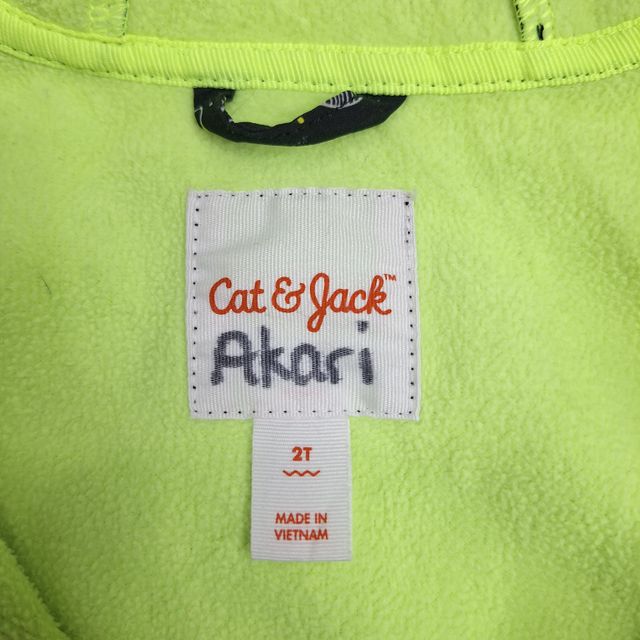 Cat & Jack™
Akari
2T
MADE IN
VIETNAM